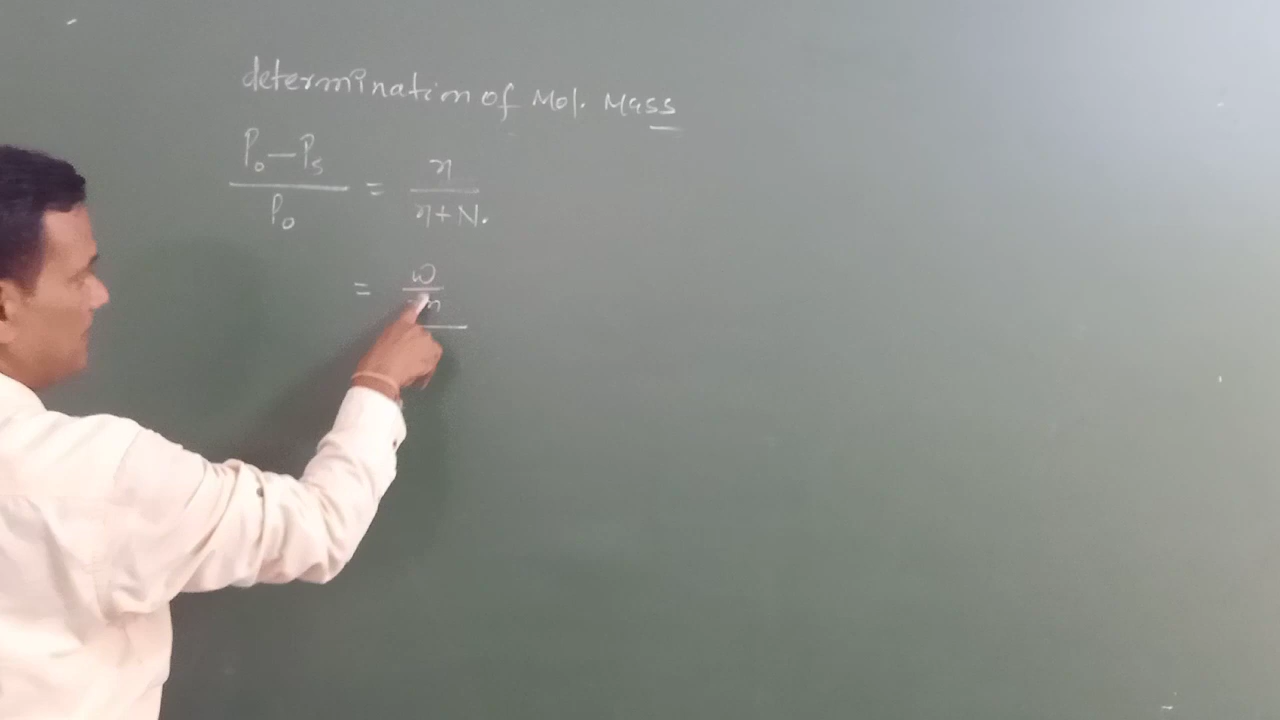 determination of Mol. Mass
P₀ – Pₛ
P₀
=
n
n + N.
=
w
m